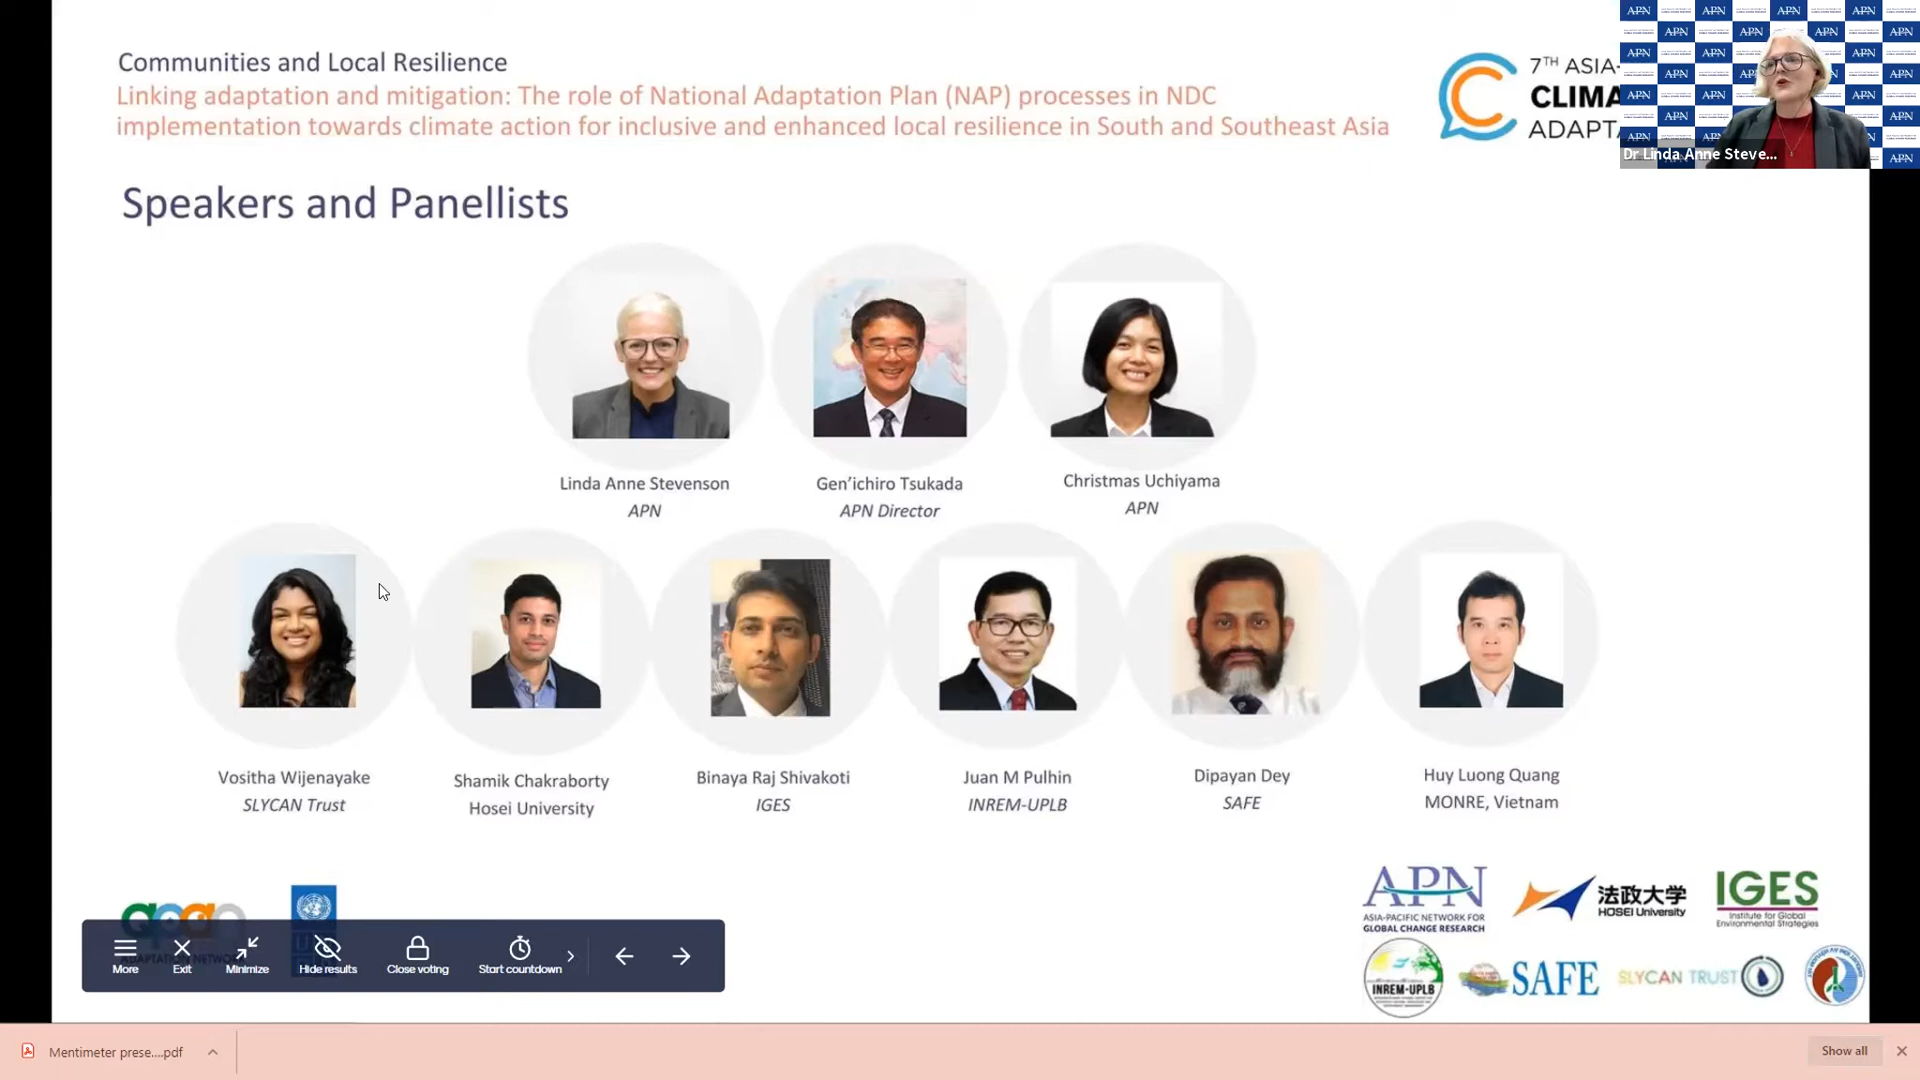 Communities and Local Resilience
Linking adaptation and mitigation: The role of National Adaptation Plan (NAP) processes in NDC
implementation towards climate action for inclusive and enhanced local resilience in South and Southeast Asia
7TH ASIA-
CLIMA
ADAPTA
APN
Dr Linda Anne Steve...
Speakers and Panellists
Linda Anne Stevenson
APN
Gen'ichiro Tsukada
APN Director
Christmas Uchiyama
APN
Vositha Wijenayake
SLYCAN Trust
Shamik Chakraborty
Hosei University
Binaya Raj Shivakoti
IGES
Juan M Pulhin
INREM-UPLB
Dipayan Dey
SAFE
Huy Luong Quang
MONRE, Vietnam
apan
More
Exit
Minimize
Hide results
Close voting
Start countdown
APN
ASIA-PACIFIC NETWORK FOR
GLOBAL CHANGE RESEARCH
法政大学
HOSEI University
IGES
Institute for Global
Environmental Strategies
INREM-UPLB
SAFE
SLYCAN TRUST
Mentimeter prese....pdf
Show all